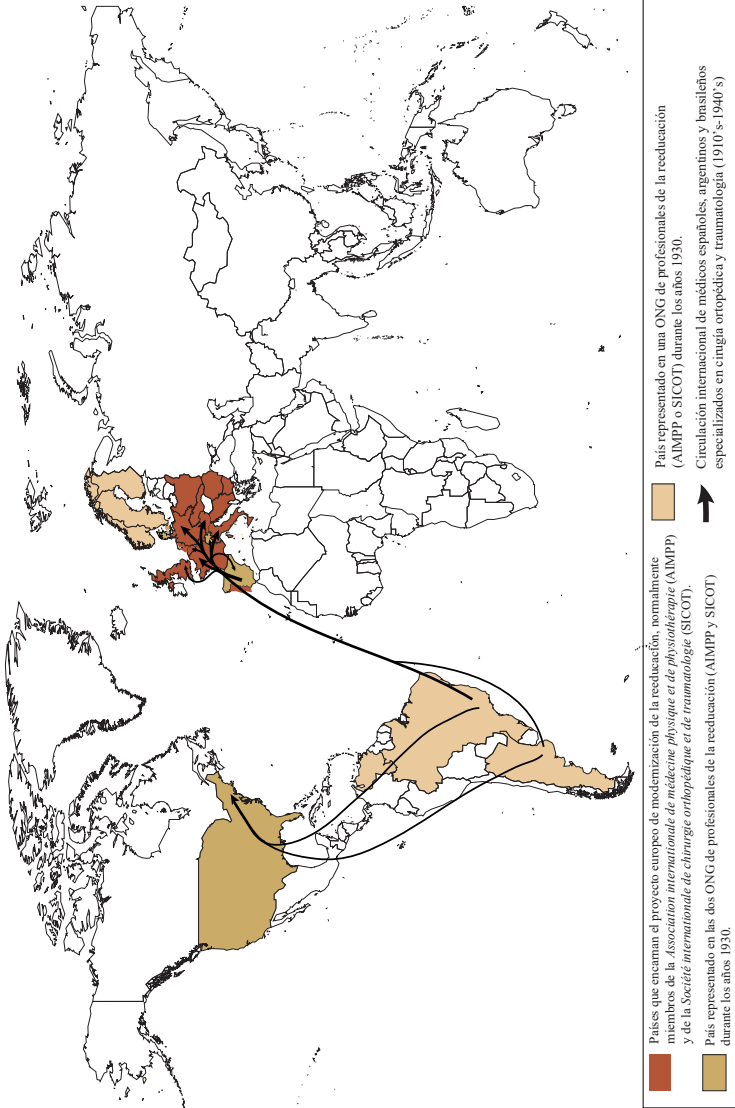 Países que encarnan el proyecto europeo de modernización de la reeducación, normalmente
miembros de la Association internationale de médecine physique et de physiothérapie (AIMPP)
y de la Société internationale de chirurgie orthopédique et de traumatologie (SICOT).
País representado en las dos ONG de profesionales de la reeducación (AIMPP y SICOT)
durante los años 1930.
País representado en una ONG de profesionales de la reeducación
(AIMPP o SICOT) durante los años 1930.
Circulación internacional de médicos españoles, argentinos y brasileños
especializados en cirugía ortopédica y traumatología (1910's-1940's)